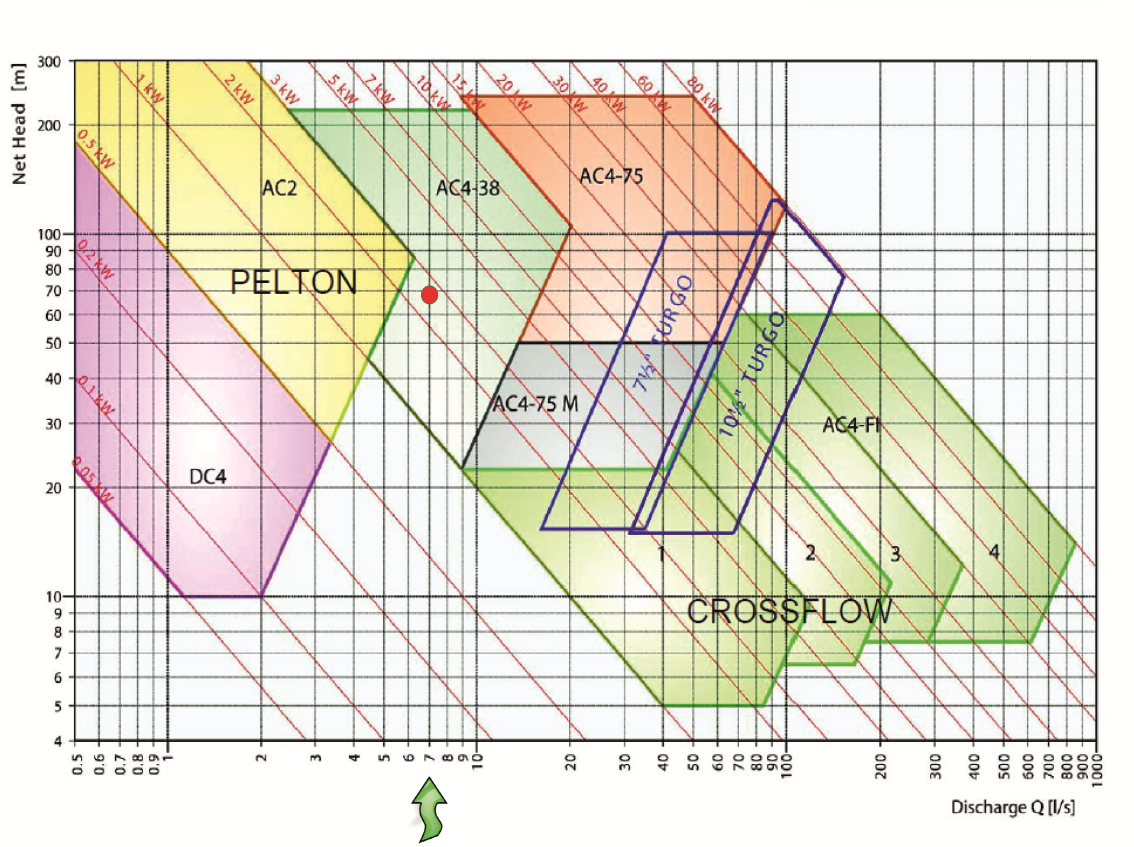 Net Head [m]
300
200
100
90
80
70
60
50
40
30
20
10
9
8
7
6
5
4
0.5 kW
0.2 kW
0.1 kW
0.05 kW
1 kW
2 kW
3 kW
5 kW
7 kW
10 kW
15 kW
20 kW
30 kW
40 kW
60 kW
80 kW
AC2
AC4-38
AC4-75
PELTON
7½" TURGO
10½" TURGO
AC4-75 M
AC4-FI
DC4
1
2
3
4
CROSSFLOW
0.5
0.6
0.7
0.8
0.9
1
2
3
4
5
6
7
8
9
10
20
30
40
50
60
70
80
90
100
200
300
400
500
600
700
800
900
1000
Discharge Q [l/s]